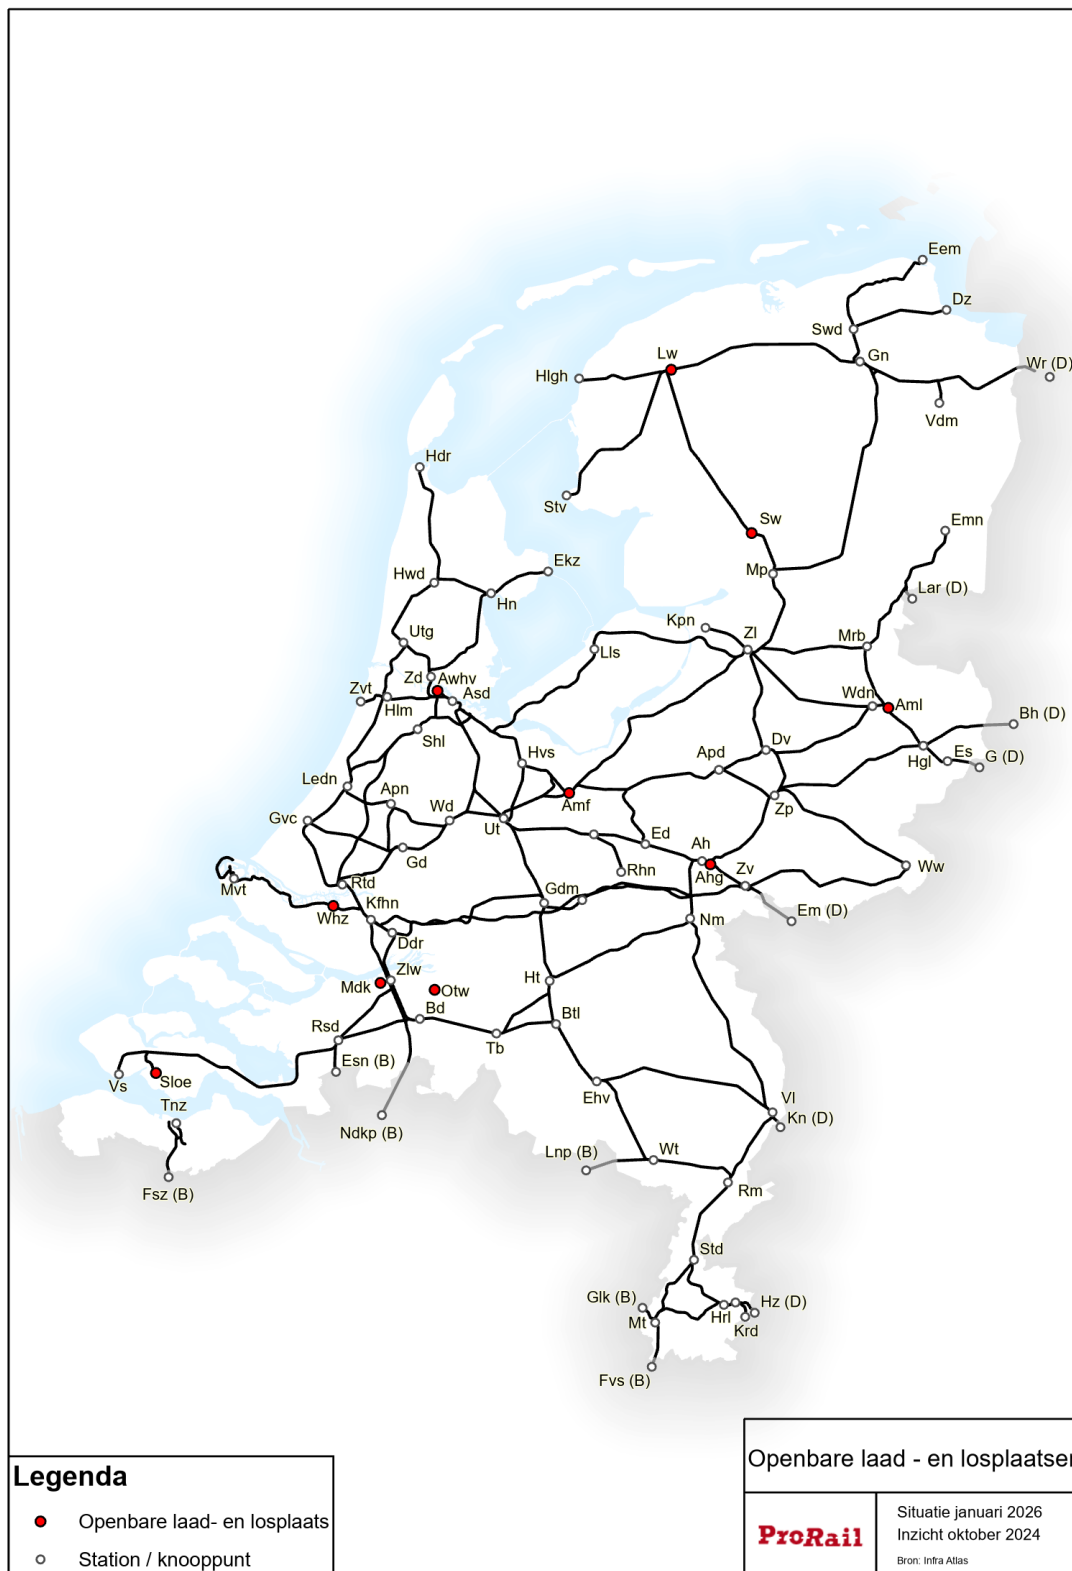 Eem
Dz
Swd
Gn
Lw
Hlgh
Wr (D)
Vdm
Hdr
Stv
Sw
Emn
Ekz
Mp
Hwd
Hn
Lar (D)
Kpn
Utg
Zl
Mrb
Lls
Zd
Awhv
Zvt
Asd
Hlm
Wdn
Aml
Bh (D)
Shl
Hvs
Dv
Hgl
Es
G (D)
Apd
Ledn
Apn
Wd
Amf
Zp
Gvc
Ut
Ed
Ah
Gd
Rhn
Ahg
Zv
Ww
Mvt
Rtd
Whz
Kfhn
Gdm
Em (D)
Nm
Ddr
Zlw
Ht
Mdk
Otw
Bd
Btl
Rsd
Tb
Esn (B)
Vs
Sloe
Ehv
Tnz
Vl
Kn (D)
Ndkp (B)
Lnp (B)
Wt
Fsz (B)
Rm
Std
Glk (B)
Hz (D)
Mt
Hrl
Krd
Fvs (B)
Openbare laad - en losplaatsen
Legenda
Openbare laad- en losplaats
Station / knooppunt
ProRail
Situatie januari 2026
Inzicht oktober 2024
Bron: Infra Atlas